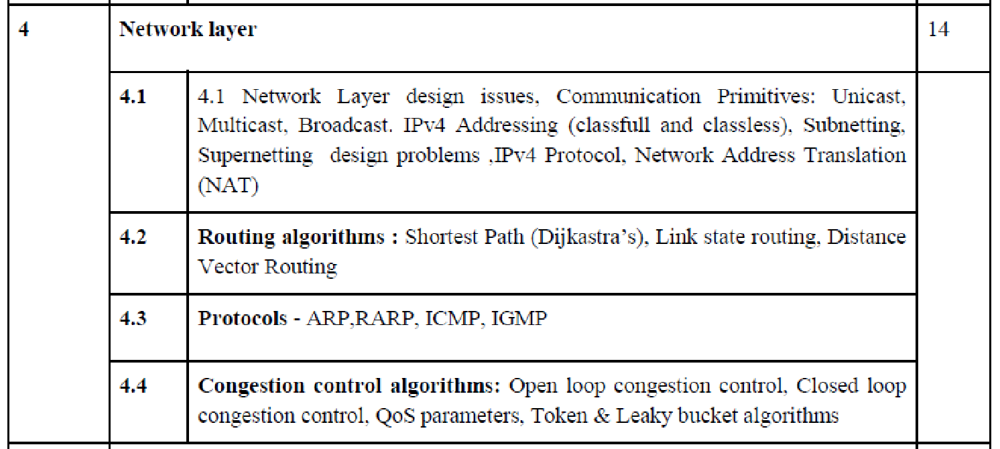 4 Network layer 14
4.1 4.1 Network Layer design issues, Communication Primitives: Unicast,
Multicast, Broadcast. IPv4 Addressing (classfull and classless), Subnetting,
Supernetting design problems ,IPv4 Protocol, Network Address Translation
(NAT)
4.2 Routing algorithms : Shortest Path (Dijkastra’s), Link state routing, Distance
Vector Routing
4.3 Protocols - ARP,RARP, ICMP, IGMP
4.4 Congestion control algorithms: Open loop congestion control, Closed loop
congestion control, QoS parameters, Token & Leaky bucket algorithms